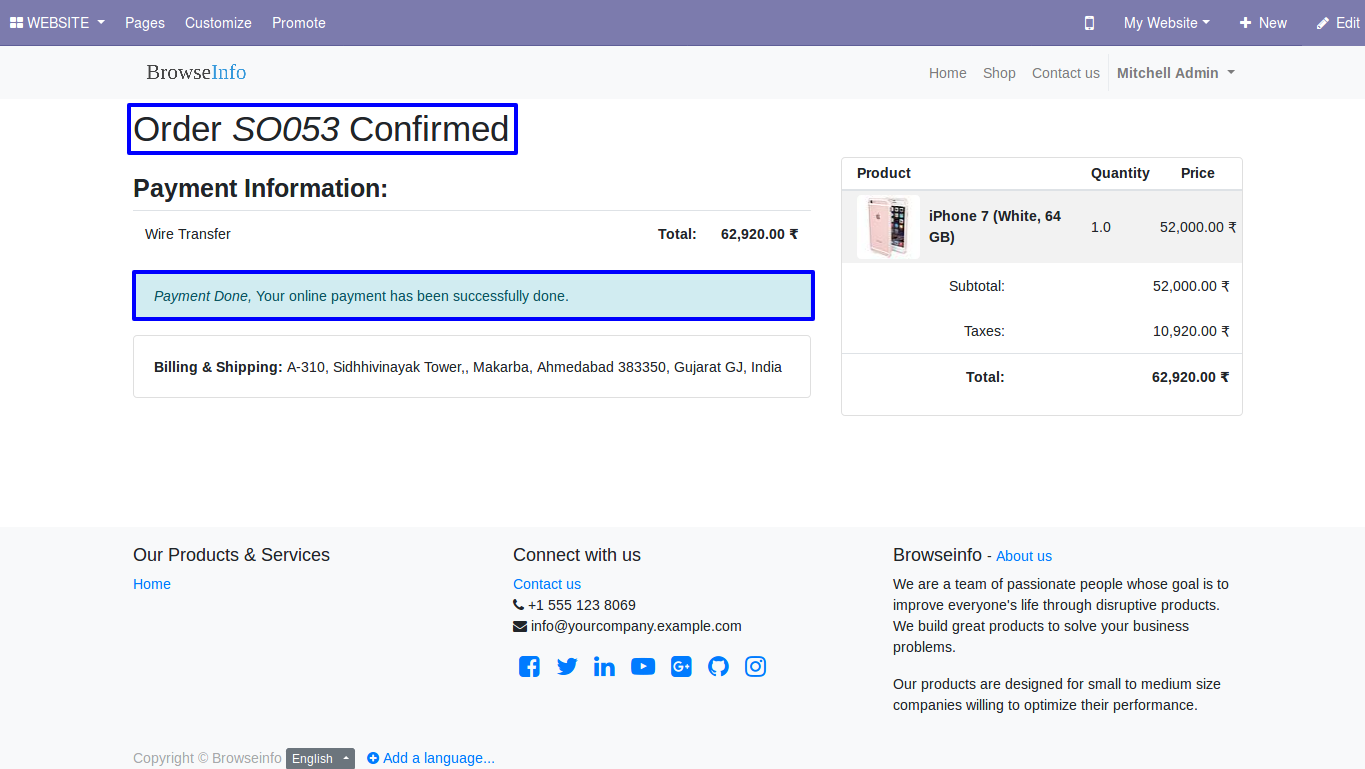 WEBSITE Pages Customize Promote My Website New Edit
BrowseInfo Home Shop Contact us Mitchell Admin
Order SO053 Confirmed
Payment Information:
Wire Transfer Total: 62,920.00 ₹
Payment Done, Your online payment has been successfully done.
Billing & Shipping: A-310, Sidhhivinayak Tower,, Makarba, Ahmedabad 383350, Gujarat GJ, India
Product Quantity Price
iPhone 7 (White, 64
GB) 1.0 52,000.00 ₹
Subtotal: 52,000.00 ₹
Taxes: 10,920.00 ₹
Total: 62,920.00 ₹
Our Products & Services
Home
Connect with us
Contact us
+1 555 123 8069
info@yourcompany.example.com
Browseinfo - About us
We are a team of passionate people whose goal is to
improve everyone's life through disruptive products.
We build great products to solve your business
problems.
Our products are designed for small to medium size
companies willing to optimize their performance.
Copyright © Browseinfo English Add a language...